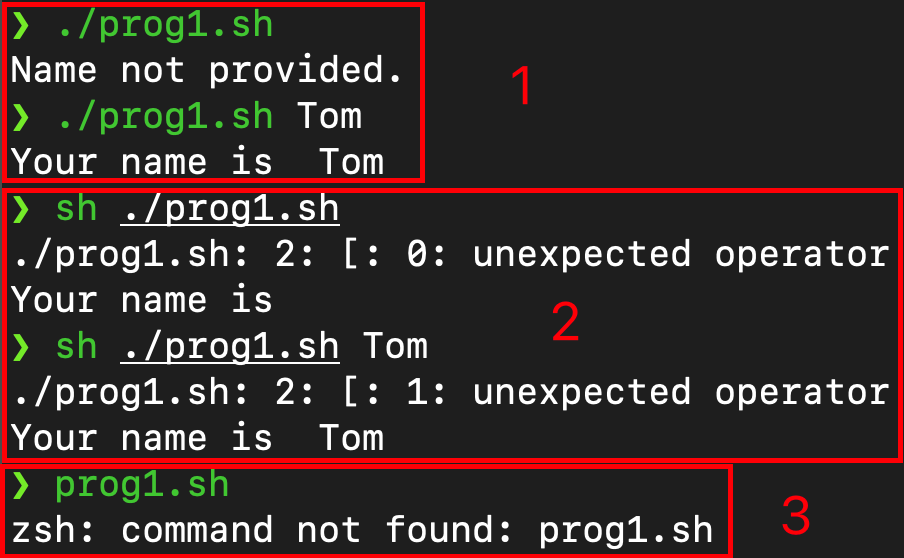 ❯ ./prog1.sh
Name not provided.
❯ ./prog1.sh Tom
Your name is  Tom
1
❯ sh ./prog1.sh
./prog1.sh: 2: [: 0: unexpected operator
Your name is
❯ sh ./prog1.sh Tom
./prog1.sh: 2: [: 1: unexpected operator
Your name is  Tom
2
❯ prog1.sh
zsh: command not found: prog1.sh
3